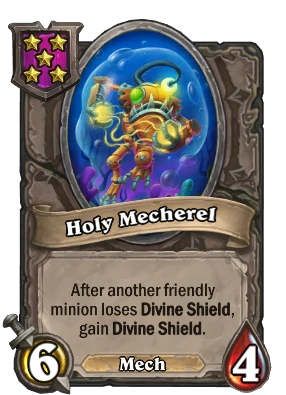 Holy Mecherel
After another friendly
minion loses Divine Shield,
gain Divine Shield.
Mech
6 4